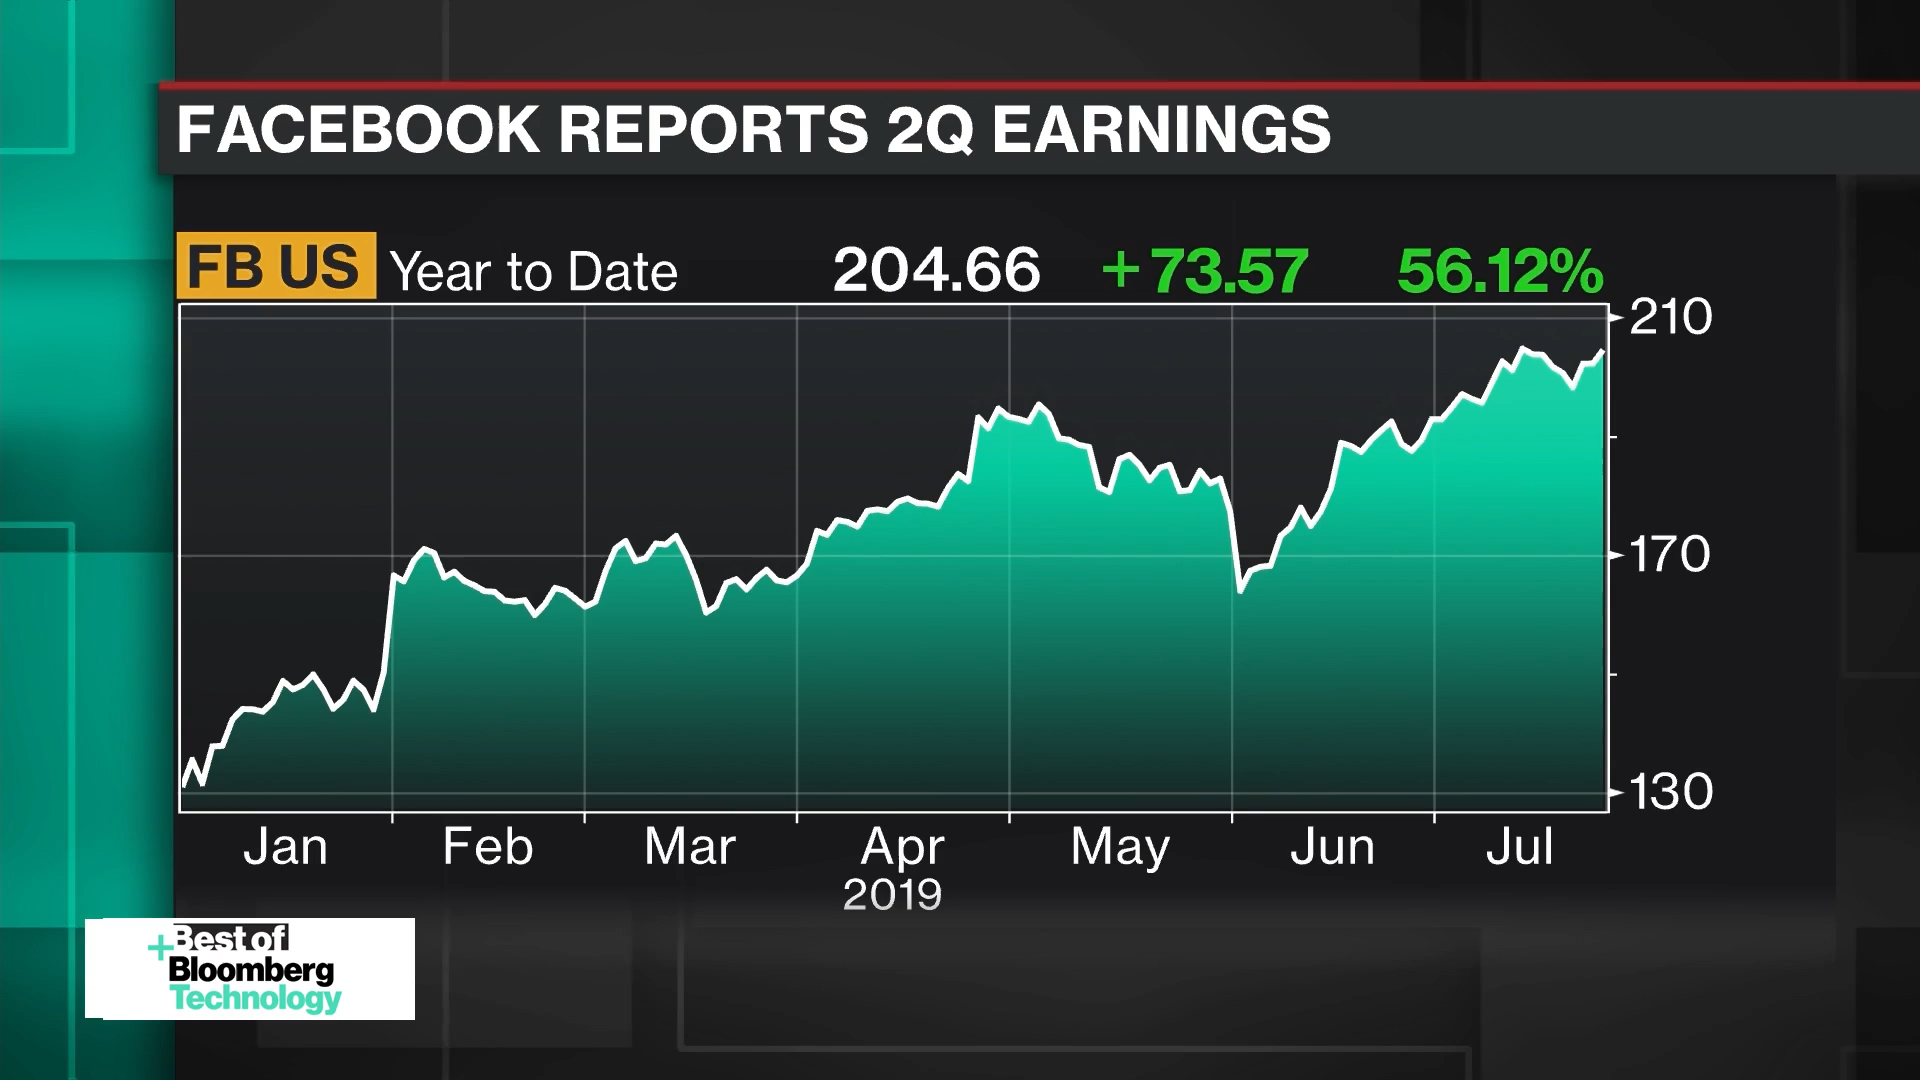 FACEBOOK REPORTS 2Q EARNINGS
FB US Year to Date 204.66 +73.57 56.12%
210
170
130
Jan Feb Mar Apr May Jun Jul
2019
+Best of
Bloomberg
Technology